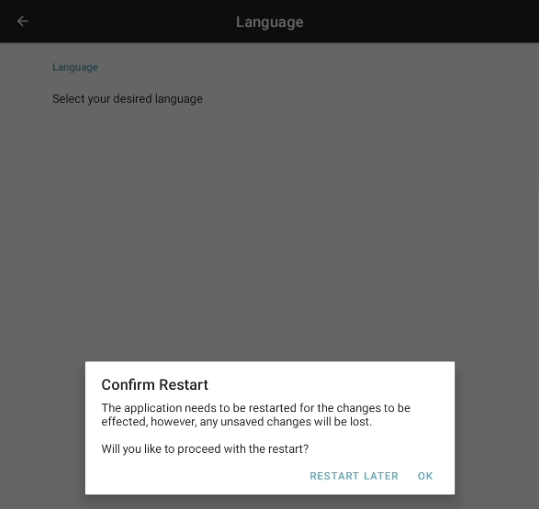 Language
Language
Select your desired language
Confirm Restart
The application needs to be restarted for the changes to be
effected, however, any unsaved changes will be lost.
Will you like to proceed with the restart?
RESTART LATER OK